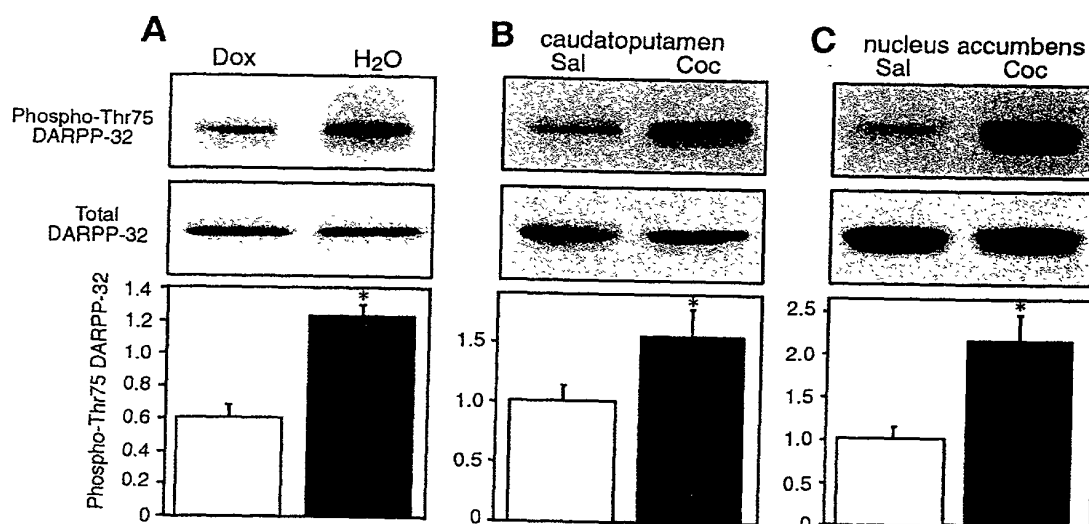 A
Dox H2O
Phospho-Thr75
DARPP-32
Total
DARPP-32
Phospho-Thr75 DARPP-32
1.4
1.2
1.0
0.8
0.6
0.4
0.2
0
*
B
caudatoputamen
Sal Coc
1.5
1.0
0.5
0
*
C
nucleus accumbens
Sal Coc
2.5
2.0
1.5
1.0
0.5
0
*